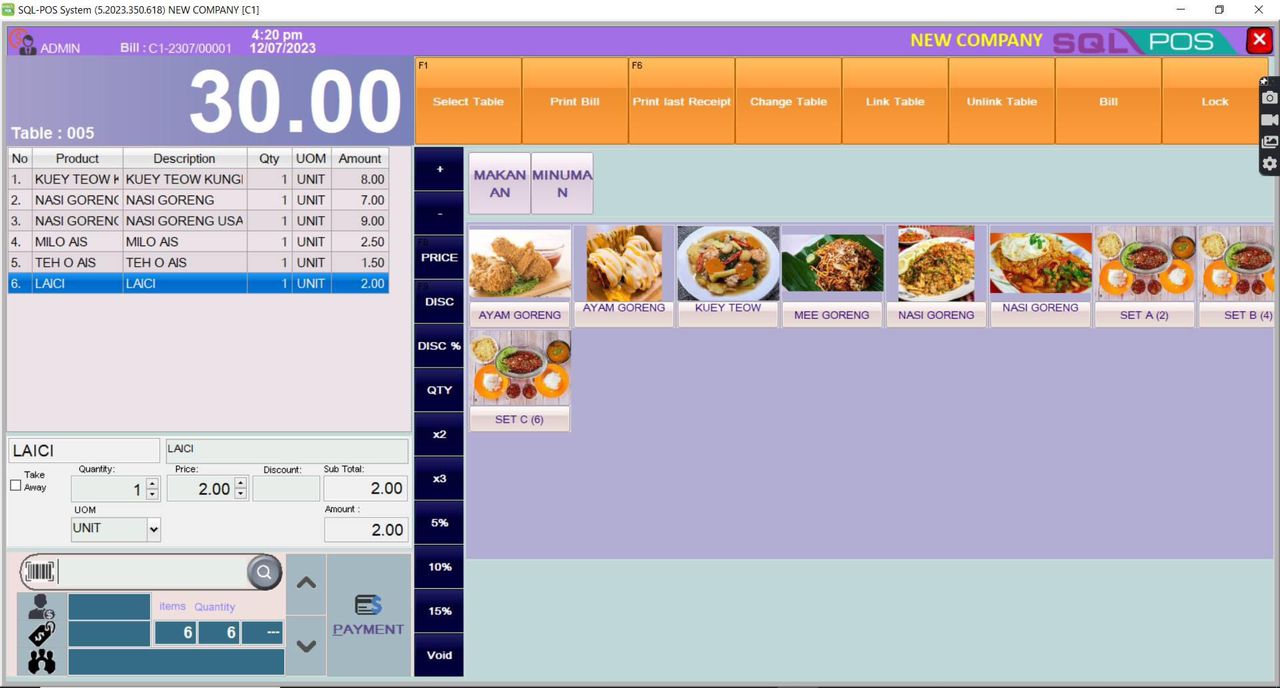 SQL-POS System (5.2023.350.618) NEW COMPANY [C1]
ADMIN
Bill : C1-2307/00001
4:20 pm
12/07/2023
NEW COMPANY
SQL POS
30.00
Table : 005
F1
Select Table
Print Bill
F6
Print last Receipt
Change Table
Link Table
Unlink Table
Bill
Lock
No Product Description Qty UOM Amount
1. KUEY TEOW K KUEY TEOW KUNG 1 UNIT 8.00
2. NASI GORENG NASI GORENG 1 UNIT 7.00
3. NASI GORENG NASI GORENG USA 1 UNIT 9.00
4. MILO AIS MILO AIS 1 UNIT 2.50
5. TEH O AIS TEH O AIS 1 UNIT 1.50
6. LAICI LAICI 1 UNIT 2.00
LAICI
LAICI
Take
Away
Quantity:
1
Price:
2.00
Discount:
Sub Total:
2.00
UOM
UNIT
Amount :
2.00
items Quantity
6 6 ---
PAYMENT
+
-
F8
PRICE
F9
DISC
DISC %
QTY
x2
x3
5%
10%
15%
Void
MAKAN
AN
MINUMA
N
AYAM GORENG
AYAM GORENG
KUEY TEOW
MEE GORENG
NASI GORENG
NASI GORENG
SET A (2)
SET B (4)
SET C (6)